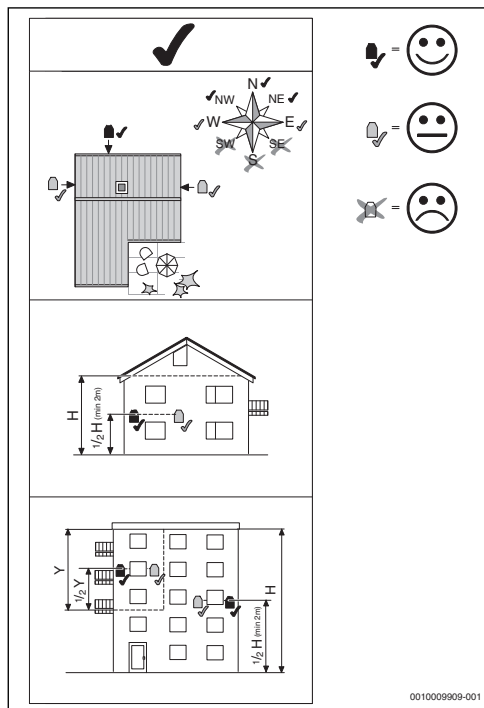 N
NW
NE
W
E
SW
SE
S
=
=
=
H
1/2 H (min 2m)
Y
1/2 Y
H
1/2 H (min 2m)
0010009909-001